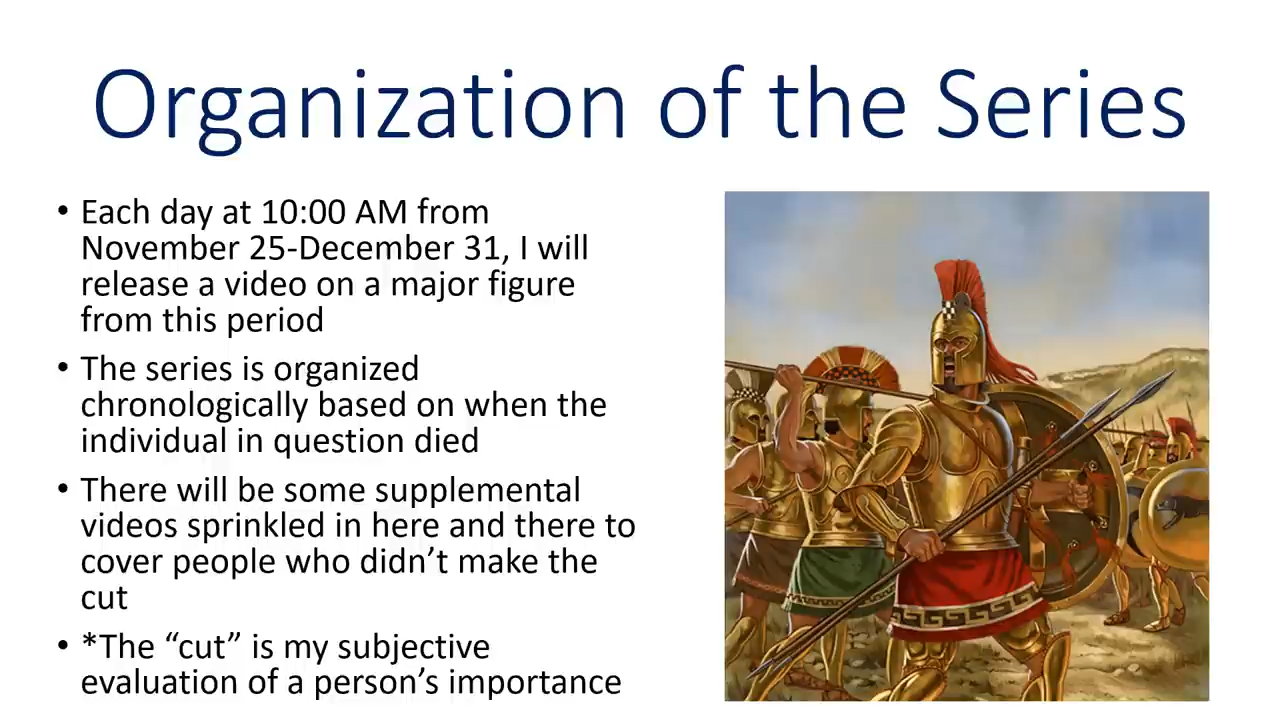 Organization of the Series
• Each day at 10:00 AM from
November 25-December 31, I will
release a video on a major figure
from this period
• The series is organized
chronologically based on when the
individual in question died
• There will be some supplemental
videos sprinkled in here and there to
cover people who didn’t make the
cut
• *The “cut” is my subjective
evaluation of a person’s importance